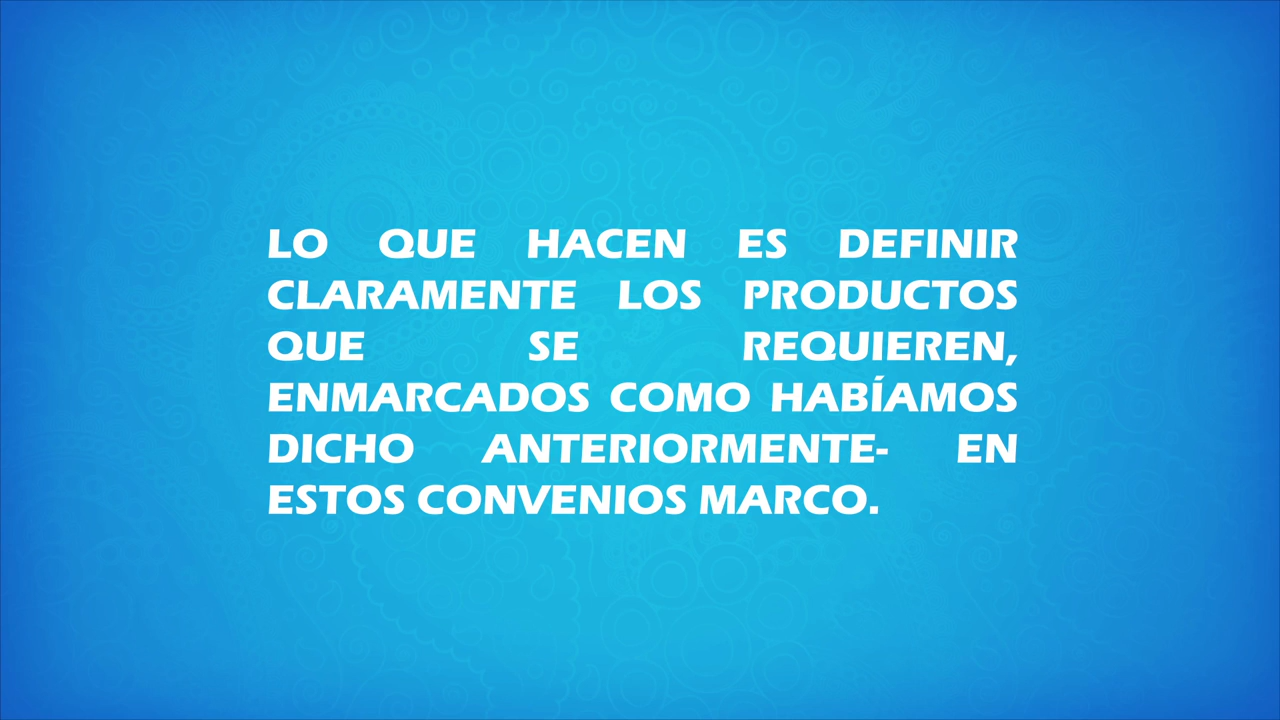 LO QUE HACEN ES DEFINIR
CLARAMENTE LOS PRODUCTOS
QUE SE REQUIEREN,
ENMARCADOS COMO HABÍAMOS
DICHO ANTERIORMENTE- EN
ESTOS CONVENIOS MARCO.